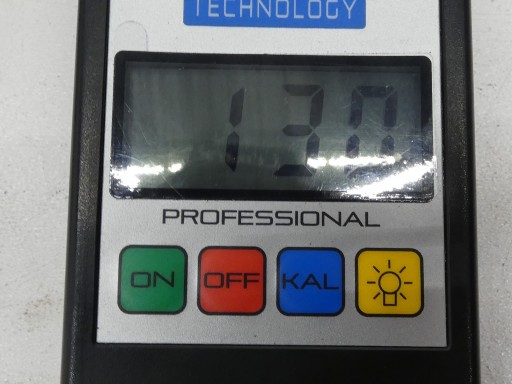 TECHNOLOGY
130
PROFESSIONAL
ON OFF KAL